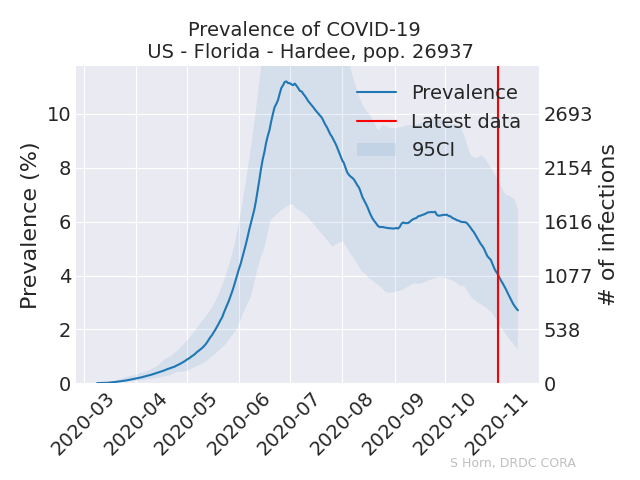 Prevalence of COVID-19
US - Florida - Hardee, pop. 26937
Prevalence (%)
10
8
6
4
2
0
Prevalence
Latest data
95CI
2693
2154
1616
1077
538
0
# of infections
2020-03
2020-04
2020-05
2020-06
2020-07
2020-08
2020-09
2020-10
2020-11
S Horn, DRDC CORA